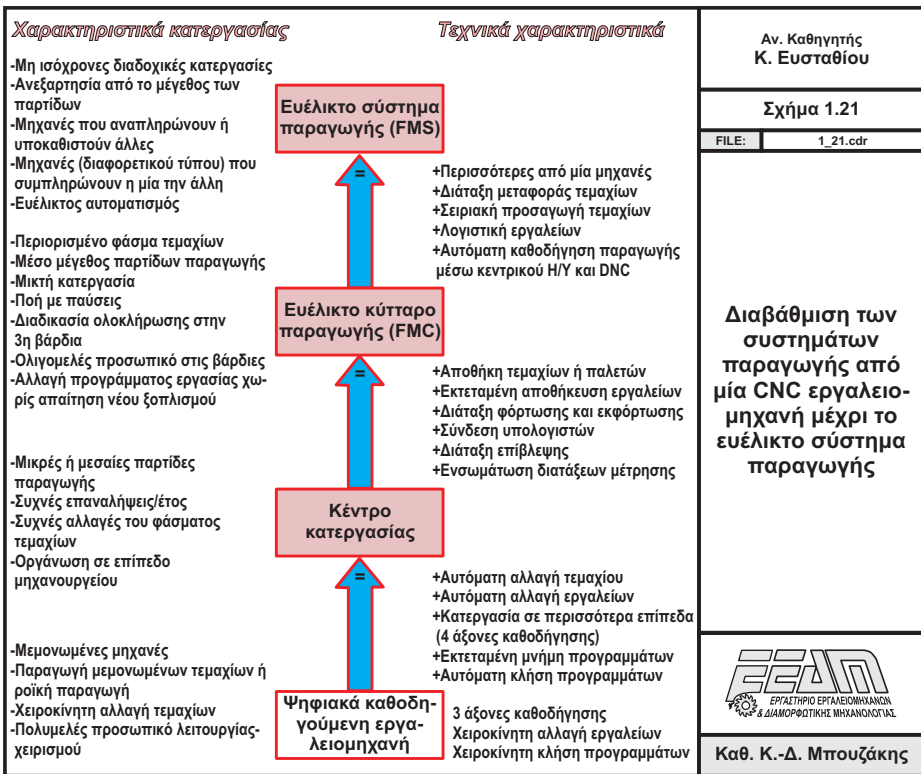 Χαρακτηριστικά κατεργασίας
-Μη ισόχρονες διαδοχικές κατεργασίες
-Ανεξαρτησία από το μέγεθος των
παρτίδων
-Μηχανές που αναπληρώνουν ή
υποκαθιστούν άλλες
-Μηχανές (διαφορετικού τύπου) που
συμπληρώνουν η μία την άλλη
-Ευέλικτος αυτοματισμός
-Περιορισμένο φάσμα τεμαχίων
-Μέσο μέγεθος παρτίδων παραγωγής
-Μικτή κατεργασία
-Ποή με παύσεις
-Διαδικασία ολοκλήρωσης στην
3η βάρδια
-Ολιγομελές προσωπικό στις βάρδιες
-Αλλαγή προγράμματος εργασίας χω-
ρίς απαίτηση νέου ξοπλισμού
-Μικρές ή μεσαίες παρτίδες
παραγωγής
-Συχνές επαναλήψεις/έτος
-Συχνές αλλαγές του φάσματος
τεμαχίων
-Οργάνωση σε επίπεδο
μηχανουργείου
-Μεμονωμένες μηχανές
-Παραγωγή μεμονωμένων τεμαχίων ή
ροϊκή παραγωγή
-Χειροκίνητη αλλαγή τεμαχίων
-Πολυμελές προσωπικό λειτουργίας-
χειρισμού
Ευέλικτο σύστημα
παραγωγής (FMS)
=
Ευέλικτο κύτταρο
παραγωγής (FMC)
=
Κέντρο
κατεργασίας
=
Ψηφιακά καθοδη-
γούμενη εργα-
λειομηχανή
Τεχνικά χαρακτηριστικά
+Περισσότερες από μία μηχανές
+Διάταξη μεταφοράς τεμαχίων
+Σειριακή προσαγωγή τεμαχίων
+Λογιστική εργαλείων
+Αυτόματη καθοδήγηση παραγωγής
μέσω κεντρικού Η/Υ και DNC
+Αποθήκη τεμαχίων ή παλετών
+Εκτεταμένη αποθήκευση εργαλείων
+Διάταξη φόρτωσης και εκφόρτωσης
+Σύνδεση υπολογιστών
+Διάταξη επίβλεψης
+Ενσωμάτωση διατάξεων μέτρησης
+Αυτόματη αλλαγή τεμαχίου
+Αυτόματη αλλαγή εργαλείων
+Κατεργασία σε περισσότερα επίπεδα
(4 άξονες καθοδήγησης)
+Εκτεταμένη μνήμη προγραμμάτων
+Αυτόματη κλήση προγραμμάτων
3 άξονες καθοδήγησης
Χειροκίνητη αλλαγή εργαλείων
Χειροκίνητη κλήση προγραμμάτων
Αν. Καθηγητής
Κ. Ευσταθίου
Σχήμα 1.21
FILE: 1_21.cdr
Διαβάθμιση των
συστημάτων
παραγωγής από
μία CNC εργαλειο-
μηχανή μέχρι το
ευέλικτο σύστημα
παραγωγής
ΕΕΔΜ
ΕΡΓΑΣΤΗΡΙΟ ΕΡΓΑΛΕΙΟΜΗΧΑΝΩΝ
& ΔΙΑΜΟΡΦΩΤΙΚΗΣ ΜΗΧΑΝΟΛΟΓΙΑΣ
Καθ. Κ.-Δ. Μπουζάκης